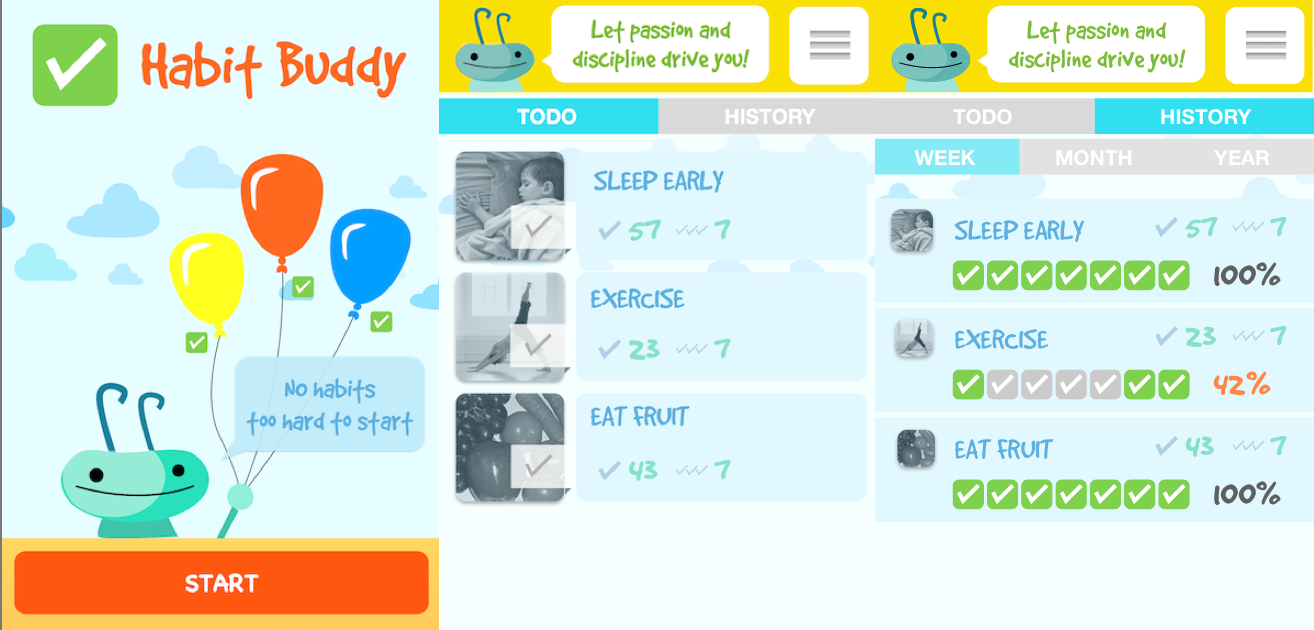 Habit Buddy
No habits
too hard to start
START
Let passion and
discipline drive you!
TODO HISTORY
SLEEP EARLY
57 7
EXERCISE
23 7
EAT FRUIT
43 7
Let passion and
discipline drive you!
TODO HISTORY
WEEK MONTH YEAR
SLEEP EARLY 57 7
100%
EXERCISE 23 7
42%
EAT FRUIT 43 7
100%